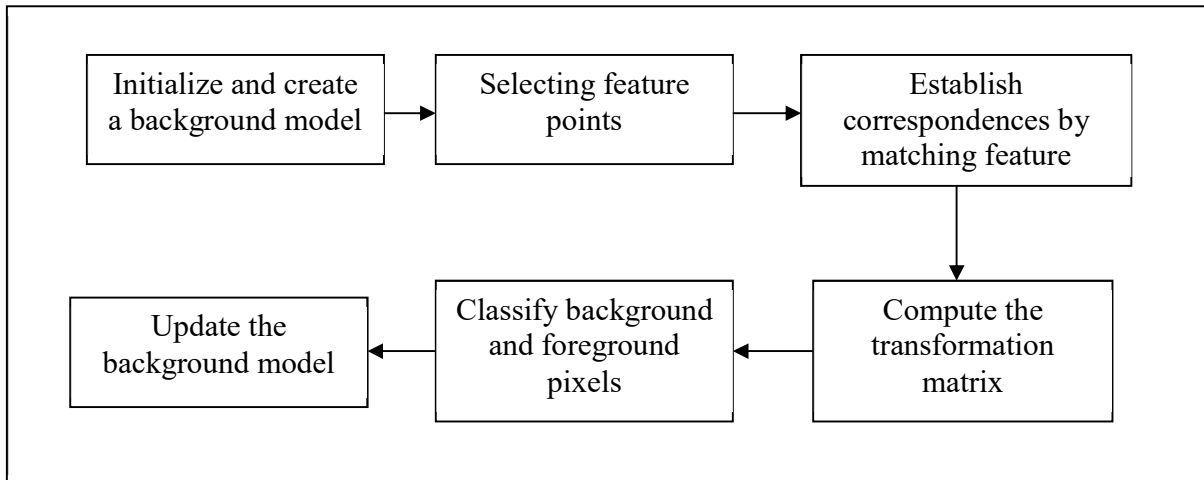 Initialize and create
a background model
Selecting feature
points
Establish
correspondences by
matching feature
Compute the
transformation
matrix
Classify background
and foreground
pixels
Update the
background model